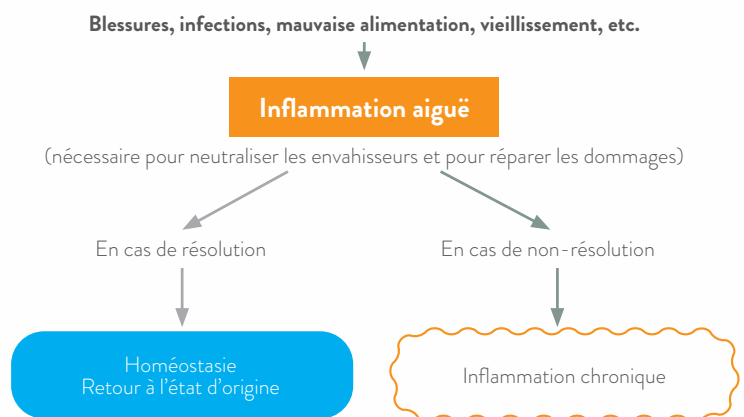 Blessures, infections, mauvaise alimentation, vieillissement, etc.
Inflammation aiguë
(nécessaire pour neutraliser les envahisseurs et pour réparer les dommages)
En cas de résolution
En cas de non-résolution
Homéostasie
Retour à l'état d'origine
Inflammation chronique